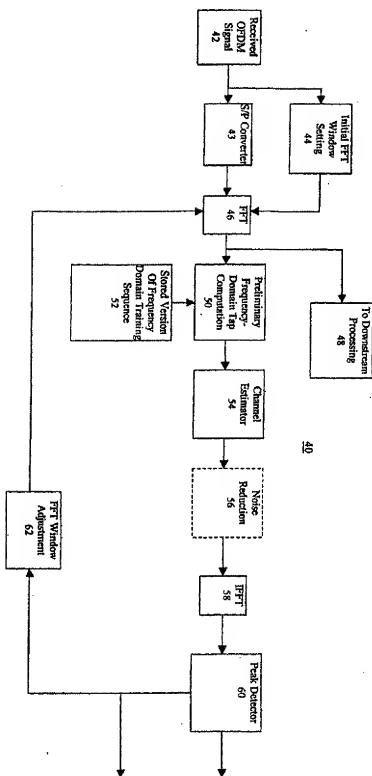 Received
OFDM
Signal
42
Initial FFT
Window
Setting
44
S/P Converter
43
FFT
46
To Downstream
Processing
48
Preliminary
Frequency-
Domain Tap
Computation
50
Stored Version
Of Frequency
Domain Training
Sequence
52
Channel
Estimator
54
40
Noise
Reduction
56
IFFT
58
Peak Detector
60
FFT Window
Adjustment
62